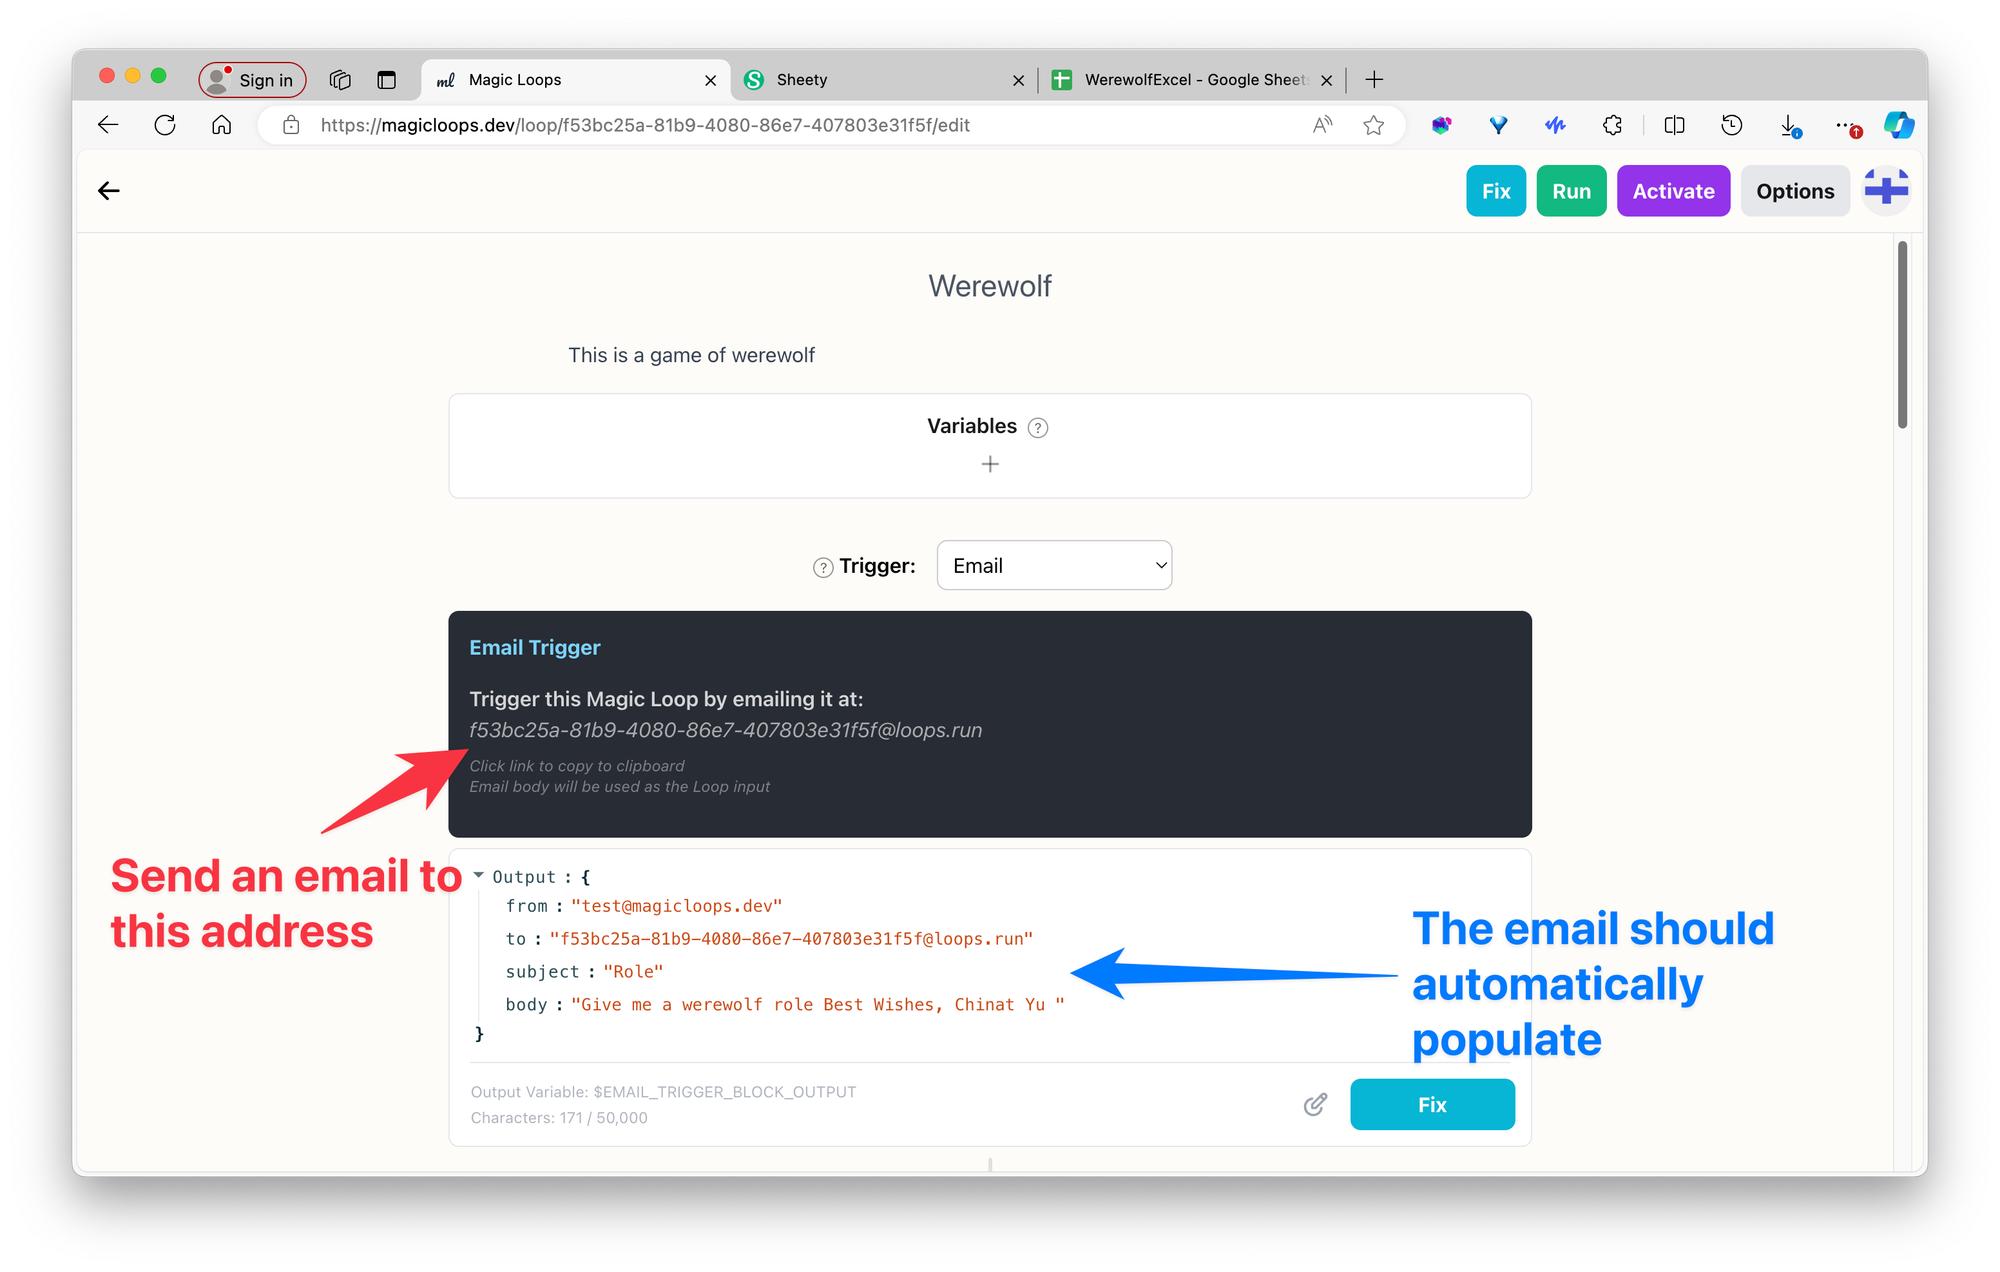 Sign in
ml Magic Loops
S Sheety
WerewolfExcel - Google Sheets
https://magicloops.dev/loop/f53bc25a-81b9-4080-86e7-407803e31f5f/edit
Fix
Run
Activate
Options
Werewolf
This is a game of werewolf
Variables ?
+
? Trigger:
Email
Email Trigger
Trigger this Magic Loop by emailing it at:
f53bc25a-81b9-4080-86e7-407803e31f5f@loops.run
Click link to copy to clipboard
Email body will be used as the Loop input
Send an email to
this address
Output : {
from : "test@magicloops.dev"
to : "f53bc25a-81b9-4080-86e7-407803e31f5f@loops.run"
subject : "Role"
body : "Give me a werewolf role Best Wishes, Chinat Yu "
}
The email should
automatically
populate
Output Variable: $EMAIL_TRIGGER_BLOCK_OUTPUT
Characters: 171 / 50,000
Fix